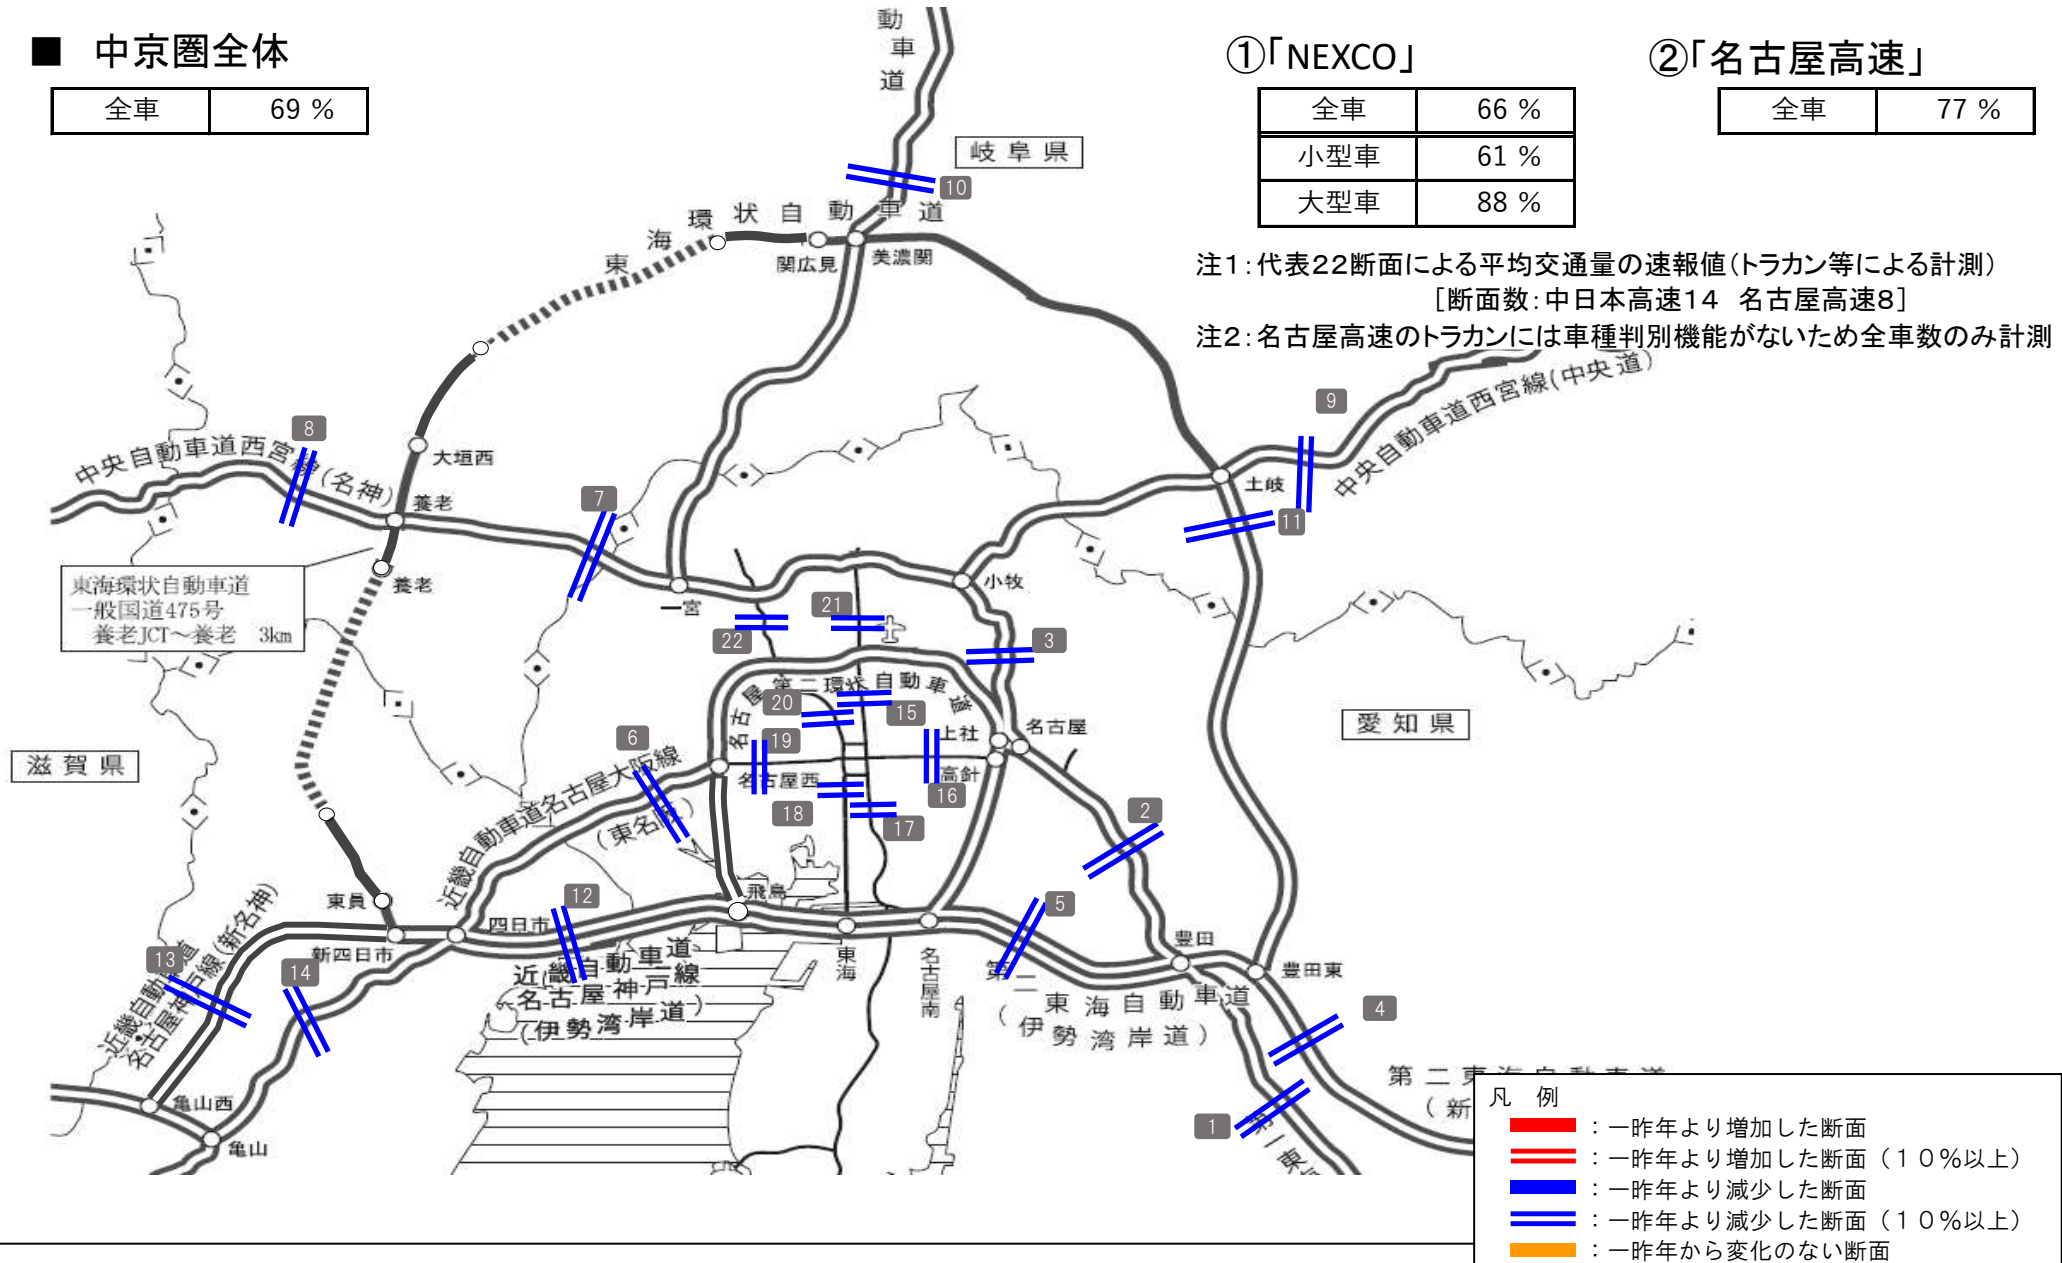 ■ 中京圏全体
全車 69 %
①「NEXCO」
全車 66 %
小型車 61 %
大型車 88 %
②「名古屋高速」
全車 77 %
注1：代表22断面による平均交通量の速報値（トラカン等による計測）
［断面数：中日本高速14 名古屋高速8］
注2：名古屋高速のトラカンには車種判別機能がないため全車数のみ計測
動車道
岐阜県
10
東海環状自動車道
関広見
美濃関
9
中央自動車道西宮線(中央道)
8
中央自動車道西宮線(名神)
大垣西
養老
7
土岐
11
養老
東海環状自動車道
一般国道475号
養老JCT～養老 3km
一宮
小牧
21
22
3
名古屋第二環状自動車道
20
15
上社
名古屋
愛知県
滋賀県
6
19
名古屋西
高針
16
近畿自動車道名古屋大阪線
(東名阪)
18
17
2
飛島
東員
12
四日市
5
新四日市
13
14
近畿自動車道
名古屋神戸線(新名神)
近畿自動車道
名古屋神戸線
(伊勢湾岸道)
東海
名古屋南
豊田
豊田東
第二東海自動車道
(伊勢湾岸道)
4
亀山西
亀山
1
第二東海自動車道
(新
第一東
凡 例
：一昨年より増加した断面
：一昨年より増加した断面（１０％以上）
：一昨年より減少した断面
：一昨年より減少した断面（１０％以上）
：一昨年から変化のない断面